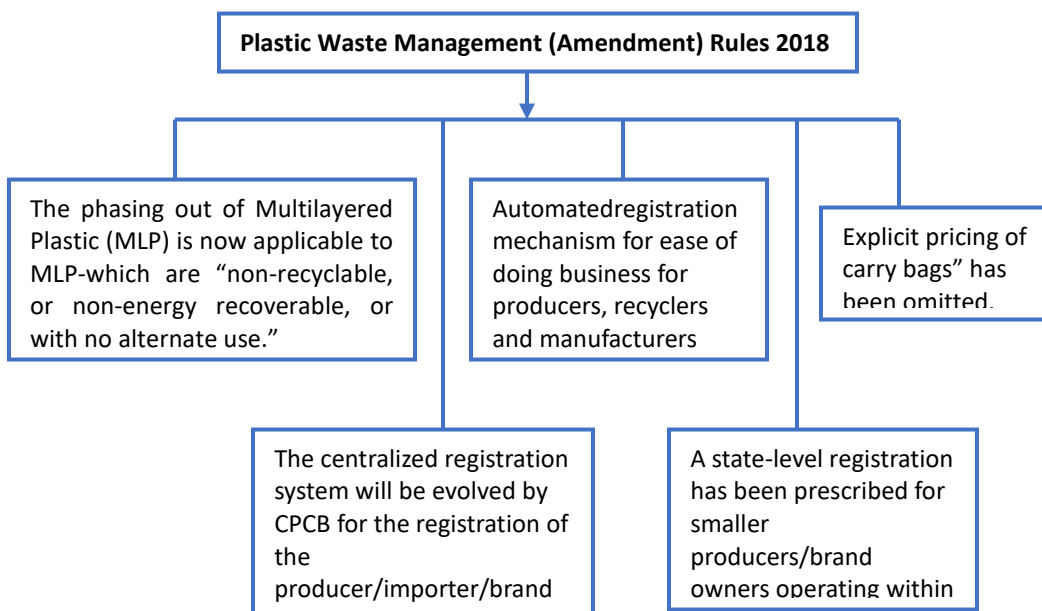 Plastic Waste Management (Amendment) Rules 2018
The phasing out of Multilayered
Plastic (MLP) is now applicable to
MLP-which are “non-recyclable,
or non-energy recoverable, or
with no alternate use.”
Automatedregistration
mechanism for ease of
doing business for
producers, recyclers
and manufacturers
Explicit pricing of
carry bags” has
been omitted.
The centralized registration
system will be evolved by
CPCB for the registration of
the
producer/importer/brand
A state-level registration
has been prescribed for
smaller
producers/brand
owners operating within